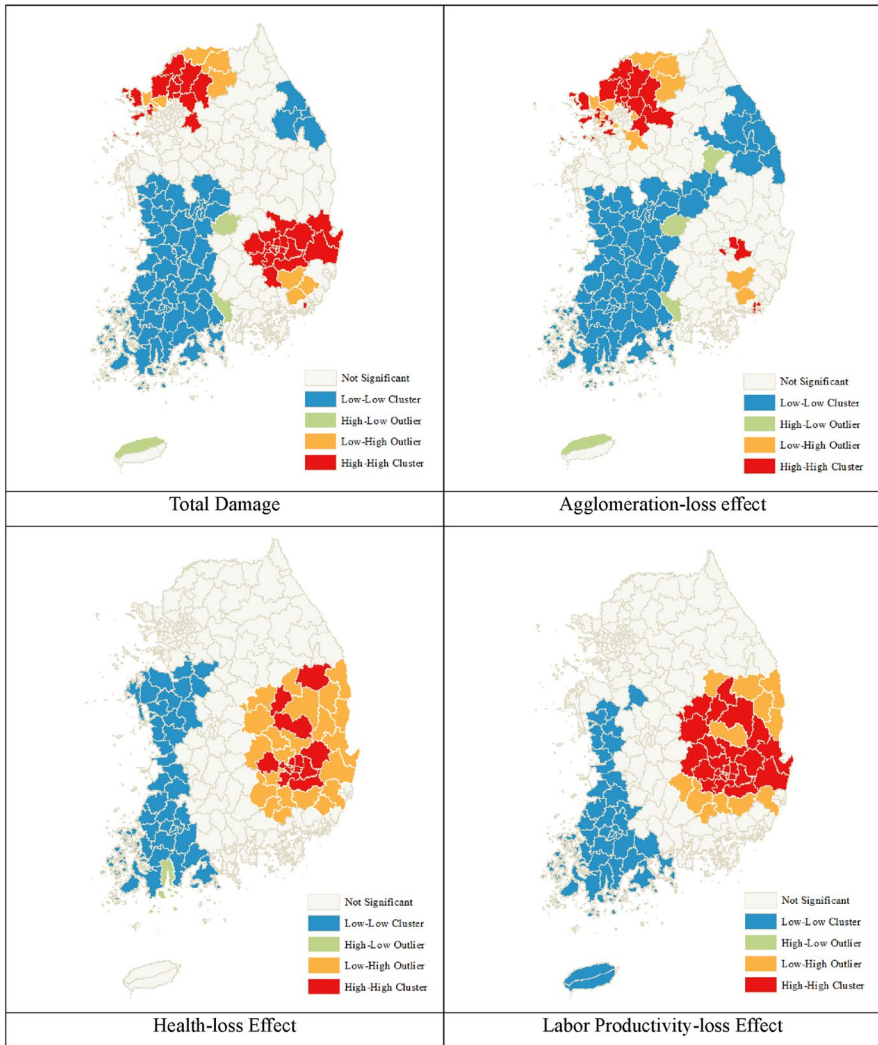 Not Significant
Low-Low Cluster
High-Low Outlier
Low-High Outlier
High-High Cluster
Total Damage
Not Significant
Low-Low Cluster
High-Low Outlier
Low-High Outlier
High-High Cluster
Agglomeration-loss effect
Not Significant
Low-Low Cluster
High-Low Outlier
Low-High Outlier
High-High Cluster
Health-loss Effect
Not Significant
Low-Low Cluster
High-Low Outlier
Low-High Outlier
High-High Cluster
Labor Productivity-loss Effect